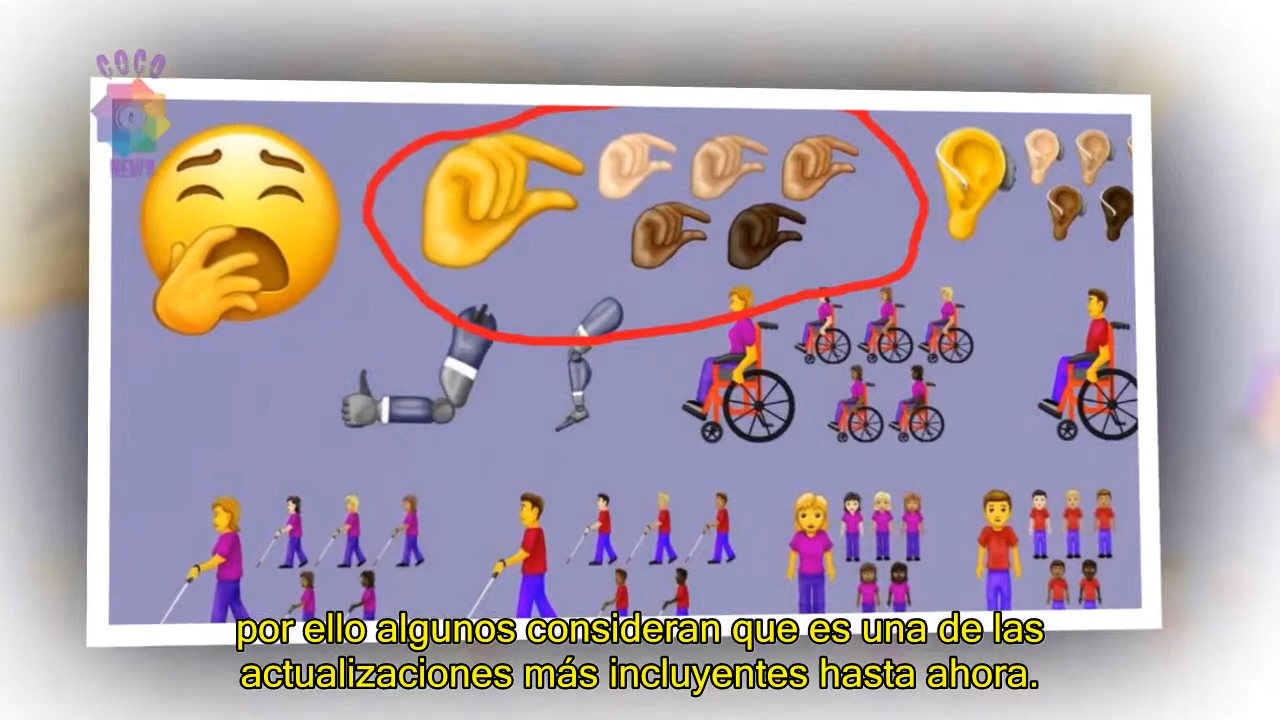 COCO
NEWS
por ello algunos consideran que es una de las
actualizaciones más incluyentes hasta ahora.